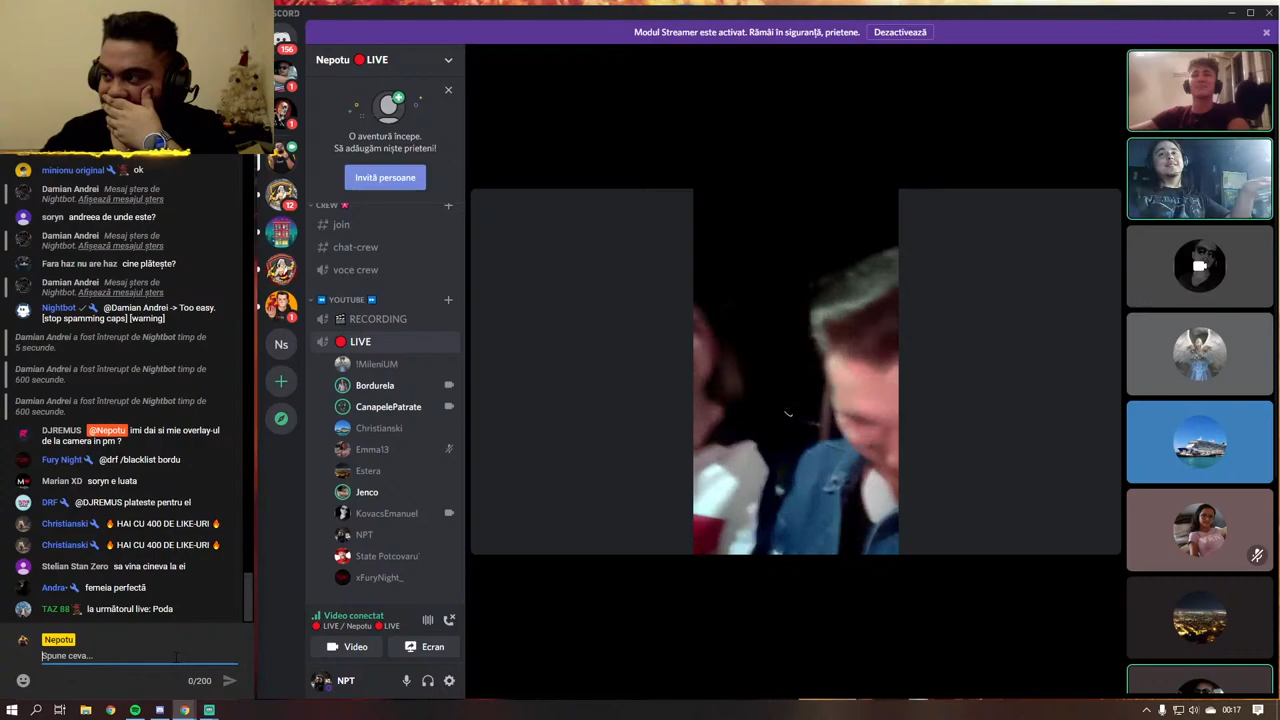 SCORD
Modul Streamer este activat. Rămâi în siguranță, prietene.
Dezactivează
Nepotu 🔴 LIVE
O aventură începe.
Să adăugăm niște prieteni!
Invită persoane
CREW
join
chat-crew
voce crew
YOUTUBE
RECORDING
LIVE
!MileniUM
Bordurela
CanapelePatrate
Christianski
Emma13
Estera
Jenco
KovacsEmanuel
NPT
State Potcovaru'
xFuryNight_
Video conectat
LIVE / Nepotu 🔴 LIVE
Video
Ecran
NPT
156
1
1
12
1
Ns
minionu original ok
Damian Andrei Mesaj șters de
Nightbot. Afișează mesajul șters
soryn andreea de unde este?
Damian Andrei Mesaj șters de
Nightbot. Afișează mesajul șters
Fara haz nu are haz cine plătește?
Damian Andrei Mesaj șters de
Nightbot. Afișează mesajul șters
Nightbot @Damian Andrei -> Too easy.
[stop spamming caps] [warning]
Damian Andrei a fost întrerupt de Nightbot timp de
5 secunde.
Damian Andrei a fost întrerupt de Nightbot timp de
600 secunde.
Damian Andrei a fost întrerupt de Nightbot timp de
600 secunde.
DJREMUS @Nepotu imi dai si mie overlay-ul
de la camera in pm ?
Fury Night @drf /blacklist bordu
Marian XD soryn e luata
DRF @DJREMUS plateste pentru el
Christianski 🔥 HAI CU 400 DE LIKE-URI 🔥
Christianski 🔥 HAI CU 400 DE LIKE-URI 🔥
Stelian Stan Zero sa vina cineva la ei
Andra• femeia perfectă
TAZ B8 la următorul live: Poda
Nepotu
Spune ceva...
0/200
00:17